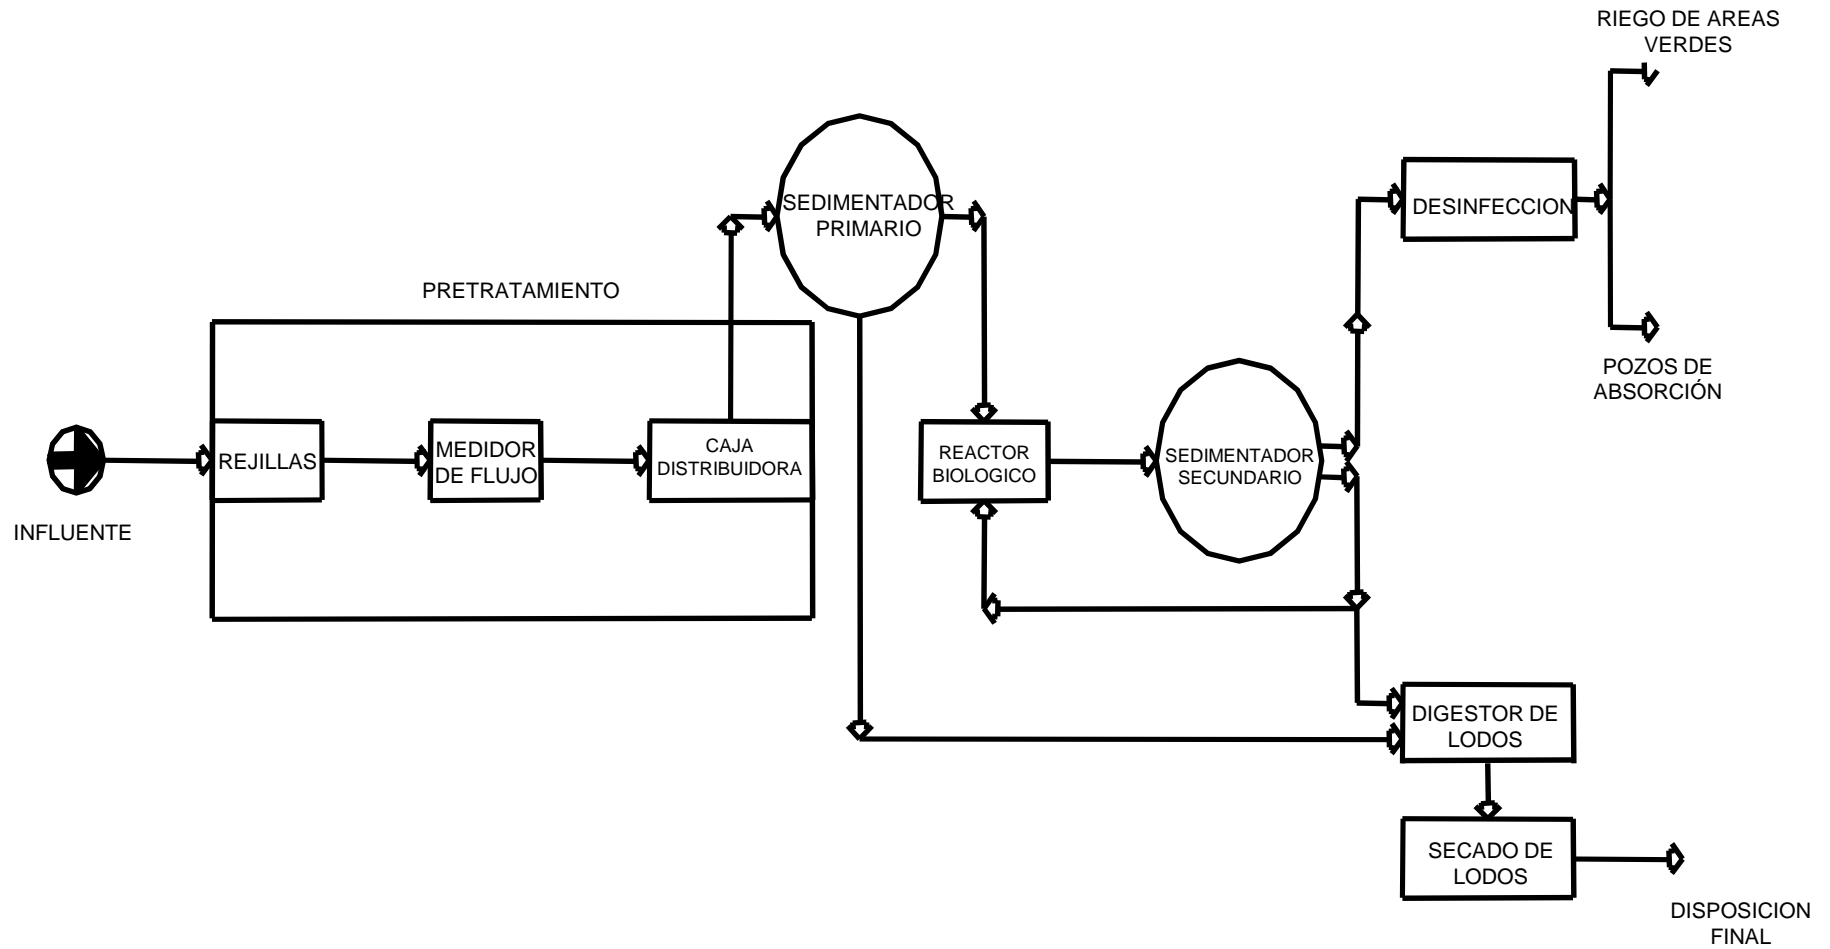 RIEGO DE AREAS
VERDES
SEDIMENTADOR
PRIMARIO
DESINFECCION
PRETRATAMIENTO
POZOS DE
ABSORCIÓN
INFLUENTE
REJILLAS
MEDIDOR
DE FLUJO
CAJA
DISTRIBUIDORA
REACTOR
BIOLOGICO
SEDIMENTADOR
SECUNDARIO
DIGESTOR DE
LODOS
SECADO DE
LODOS
DISPOSICION
FINAL